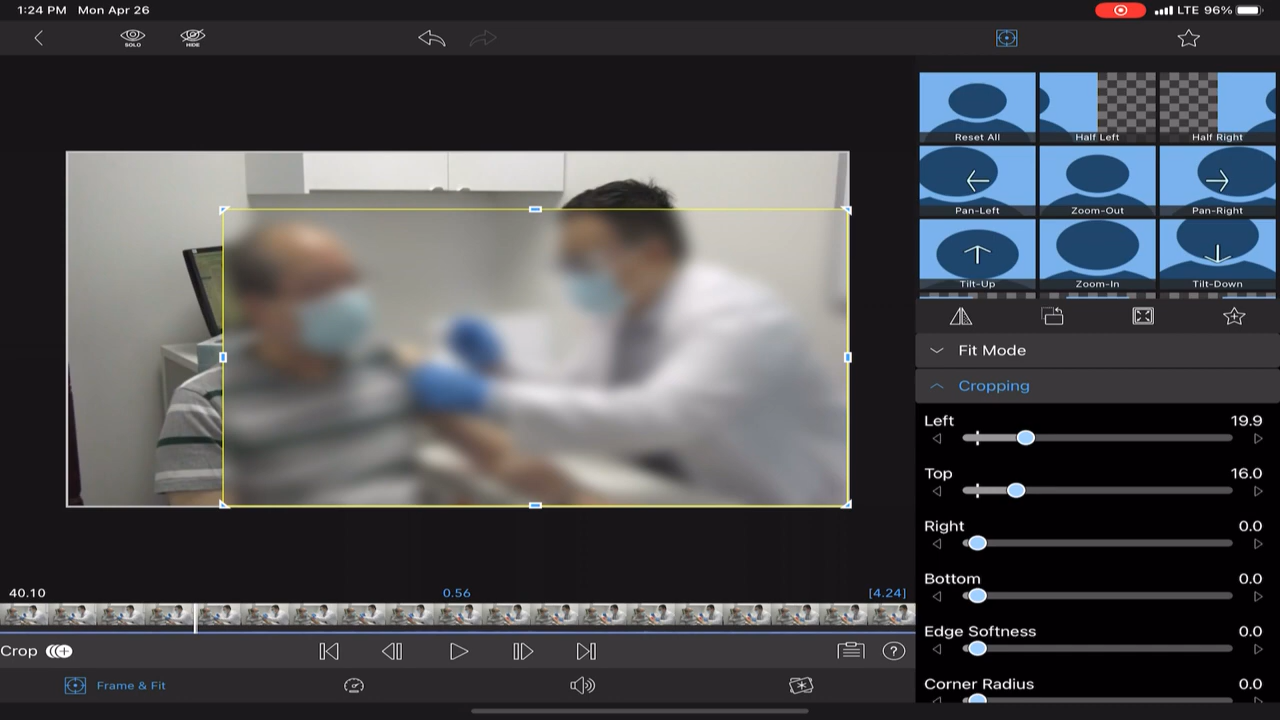 1:24 PM Mon Apr 26
LTE 96%
SOLO
HIDE
Reset All
Half Left
Half Right
Pan-Left
Zoom-Out
Pan-Right
Tilt-Up
Zoom-In
Tilt-Down
Fit Mode
Cropping
Left 19.9
Top 16.0
Right 0.0
Bottom 0.0
Edge Softness 0.0
Corner Radius 0.0
40.10
0.56
[4.24]
Crop
?
Frame & Fit